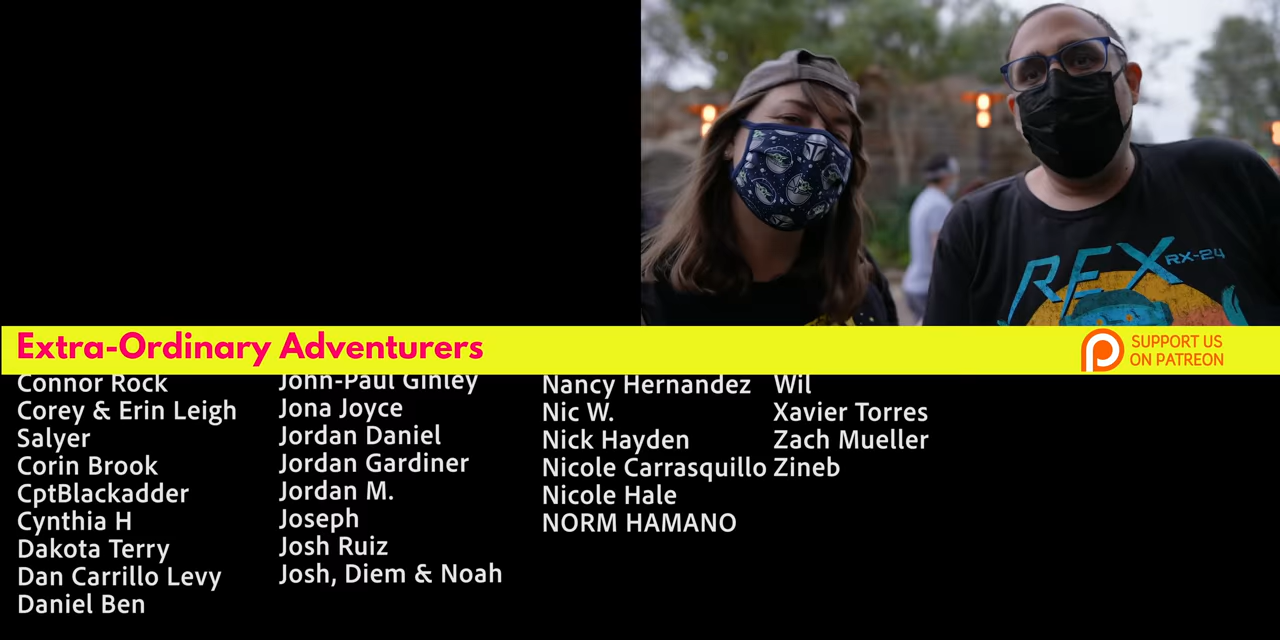 REX RX-24
Extra-Ordinary Adventurers
SUPPORT US
ON PATREON
Connor Rock
Corey & Erin Leigh
Salyer
Corin Brook
CptBlackadder
Cynthia H
Dakota Terry
Dan Carrillo Levy
Daniel Ben
John-Paul Ginley
Jona Joyce
Jordan Daniel
Jordan Gardiner
Jordan M.
Joseph
Josh Ruiz
Josh, Diem & Noah
Nancy Hernandez
Nic W.
Nick Hayden
Nicole Carrasquillo
Nicole Hale
NORM HAMANO
Wil
Xavier Torres
Zach Mueller
Zineb